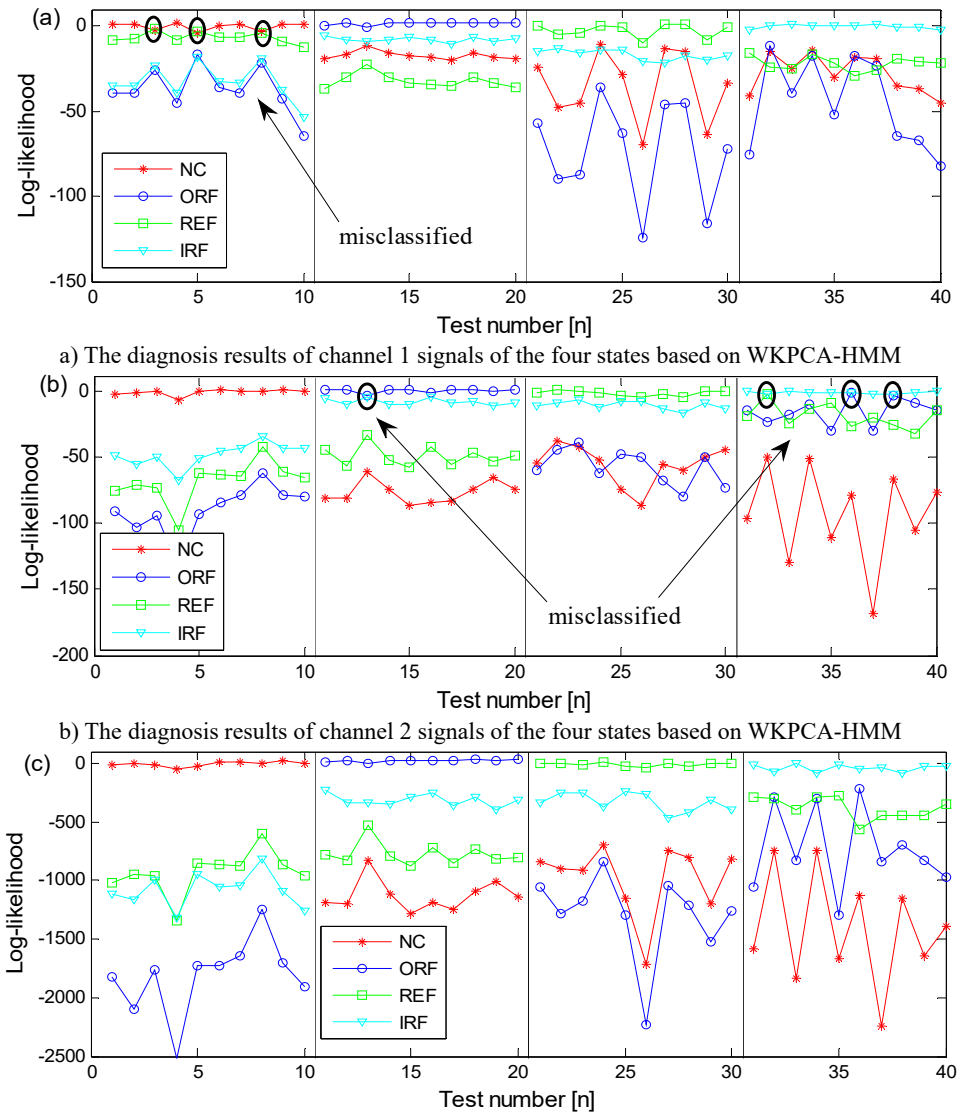 (a)
0
-50
-100
-150
Log-likelihood
NC
ORF
REF
IRF
misclassified
0 5 10 15 20 25 30 35 40
Test number [n]
a) The diagnosis results of channel 1 signals of the four states based on WKPCA-HMM
(b)
0
-50
-100
-150
-200
Log-likelihood
NC
ORF
REF
IRF
misclassified
0 5 10 15 20 25 30 35 40
Test number [n]
b) The diagnosis results of channel 2 signals of the four states based on WKPCA-HMM
(c)
0
-500
-1000
-1500
-2000
-2500
Log-likelihood
NC
ORF
REF
IRF
0 5 10 15 20 25 30 35 40
Test number [n]